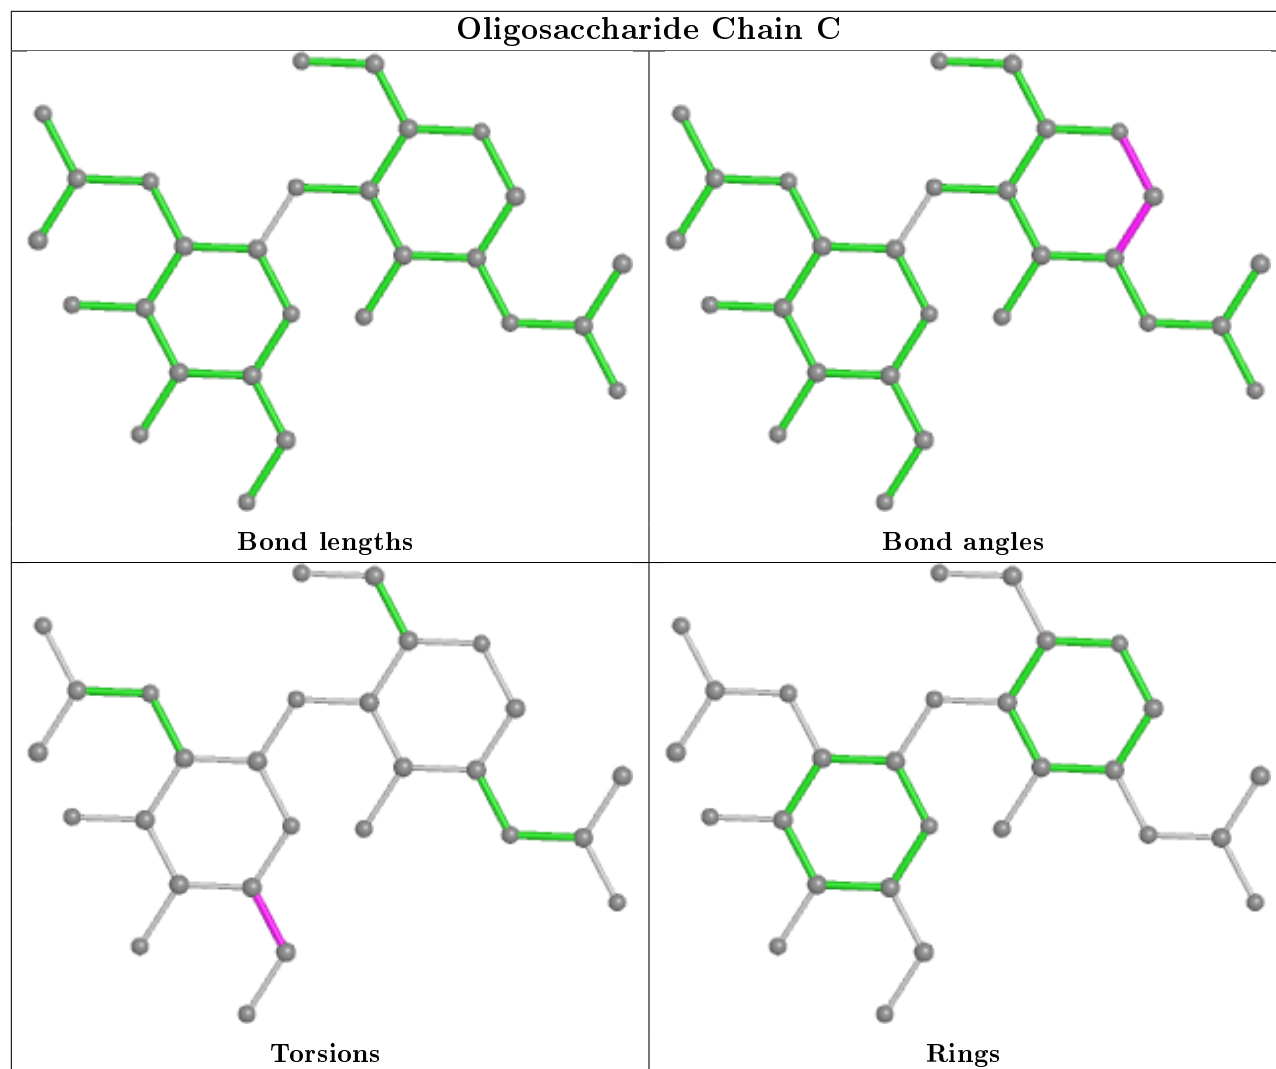 Oligosaccharide Chain C
Bond lengths
Bond angles
Torsions
Rings